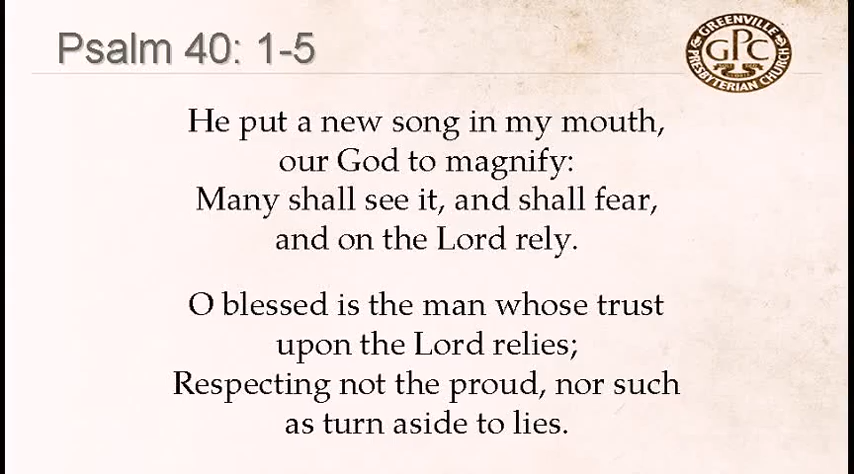 Psalm 40: 1-5
GREENVILLE
GPC
PRESBYTERIAN CHURCH
He put a new song in my mouth,
our God to magnify:
Many shall see it, and shall fear,
and on the Lord rely.
O blessed is the man whose trust
upon the Lord relies;
Respecting not the proud, nor such
as turn aside to lies.